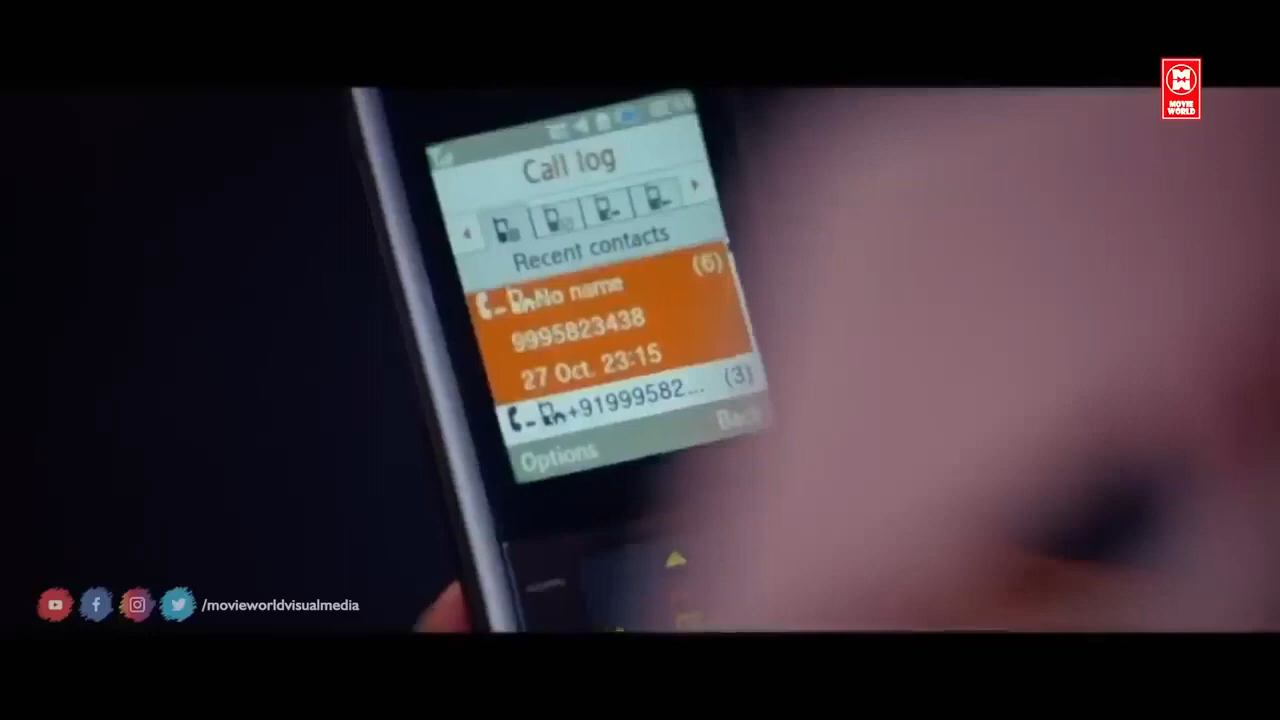 MOVIE
WORLD
Call log
Recent contacts
No name (6)
9995823438
27 Oct. 23:15
+91999582... (3)
Options Back
/movieworldvisualmedia